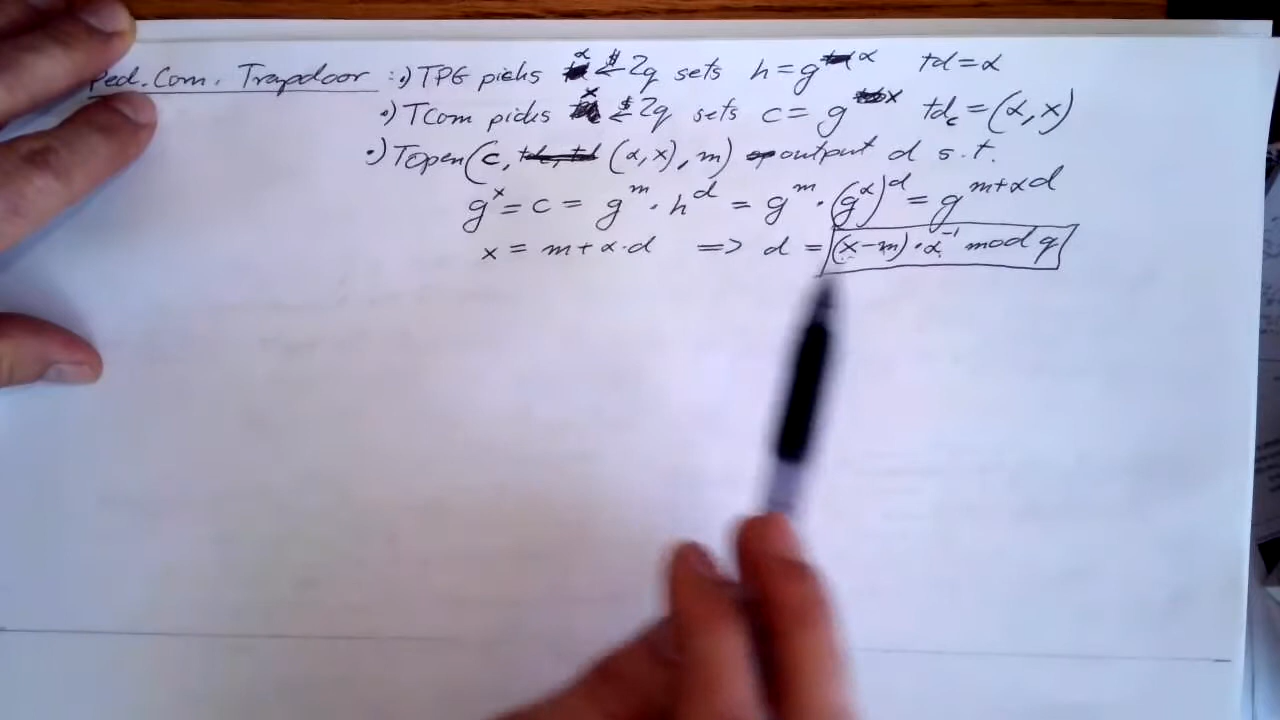 Ped. Com. Trapdoor :•) TPG picks α $← Zq sets h = g^α td = α
•) TCom picks x $← Zq sets c = g^x td_c = (α, x)
•) Topen(c, (α, x), m) output d s.t.
g^x = c = g^m · h^d = g^m · (g^α)^d = g^{m+αd}
x = m + α·d => d = (x-m)·α^-1 mod q